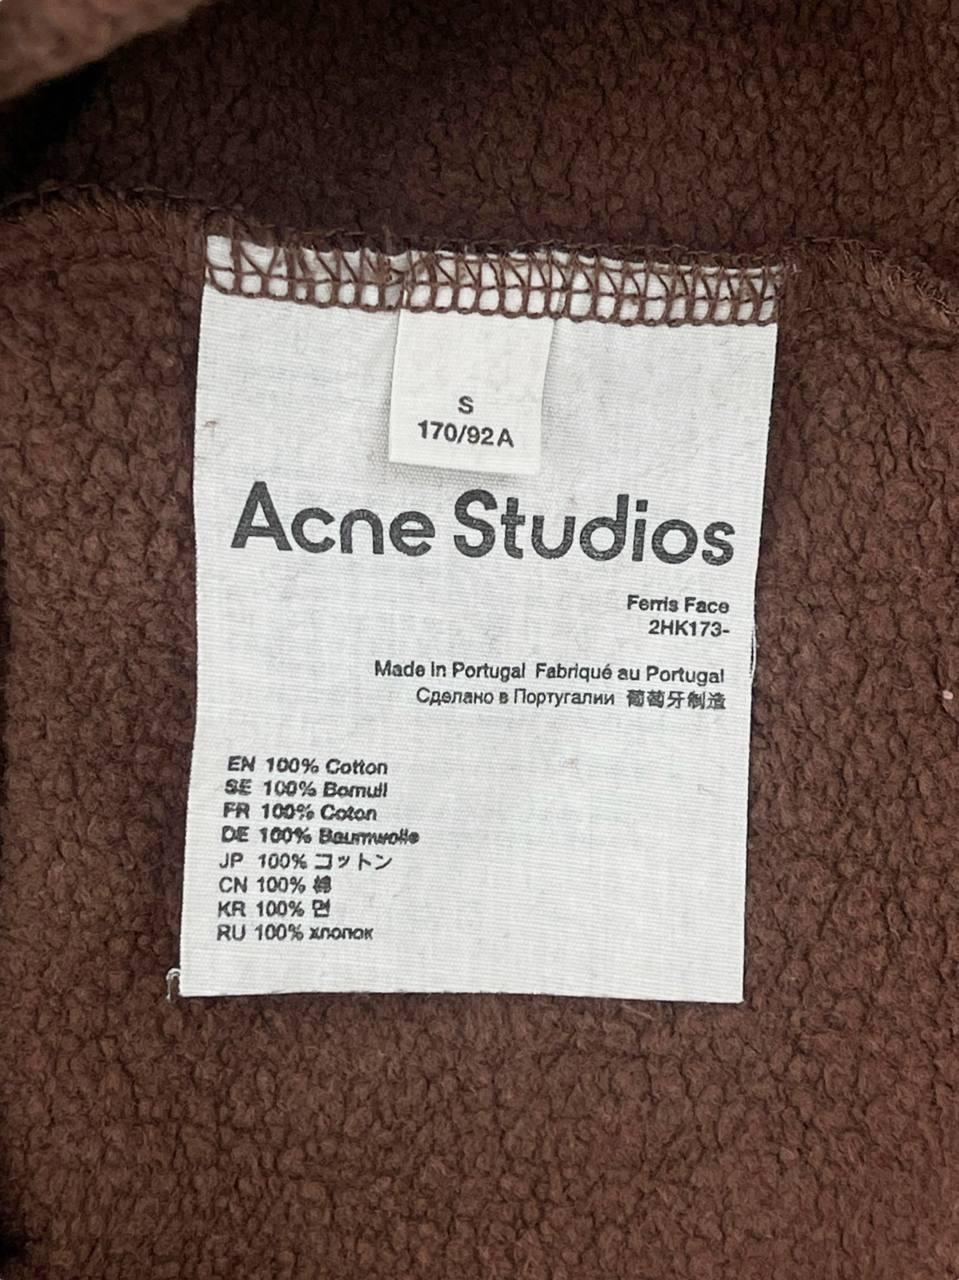 S
170/92A
Acne Studios
Ferris Face
2HK173-
Made in Portugal Fabriqué au Portugal
Сделано в Португалии 葡萄牙制造
EN 100% Cotton
SE 100% Bomull
FR 100% Coton
DE 100% Baumwolle
JP 100% コットン
CN 100% 棉
KR 100% 면
RU 100% хлопок